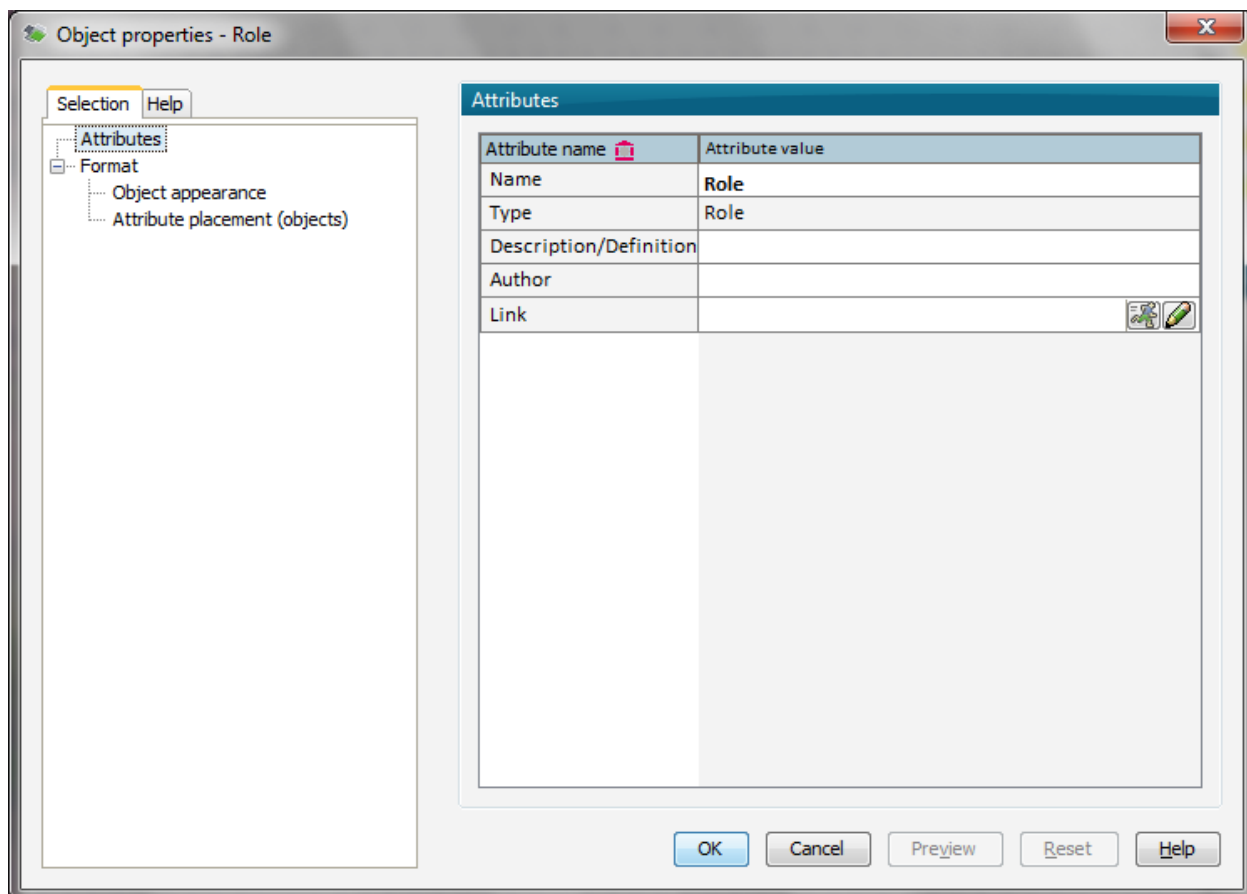 Object properties - Role
Selection Help
Attributes
Format
Object appearance
Attribute placement (objects)
Attributes
Attribute name Attribute value
Name Role
Type Role
Description/Definition
Author
Link
OK Cancel Preview Reset Help